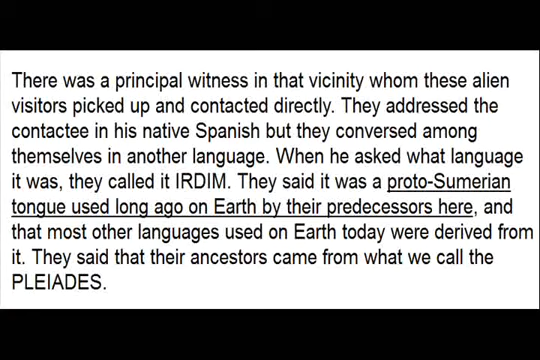 There was a principal witness in that vicinity whom these alien
visitors picked up and contacted directly. They addressed the
contactee in his native Spanish but they conversed among
themselves in another language. When he asked what language
it was, they called it IRDIM. They said it was a proto-Sumerian
tongue used long ago on Earth by their predecessors here, and
that most other languages used on Earth today were derived from
it. They said that their ancestors came from what we call the
PLEIADES.